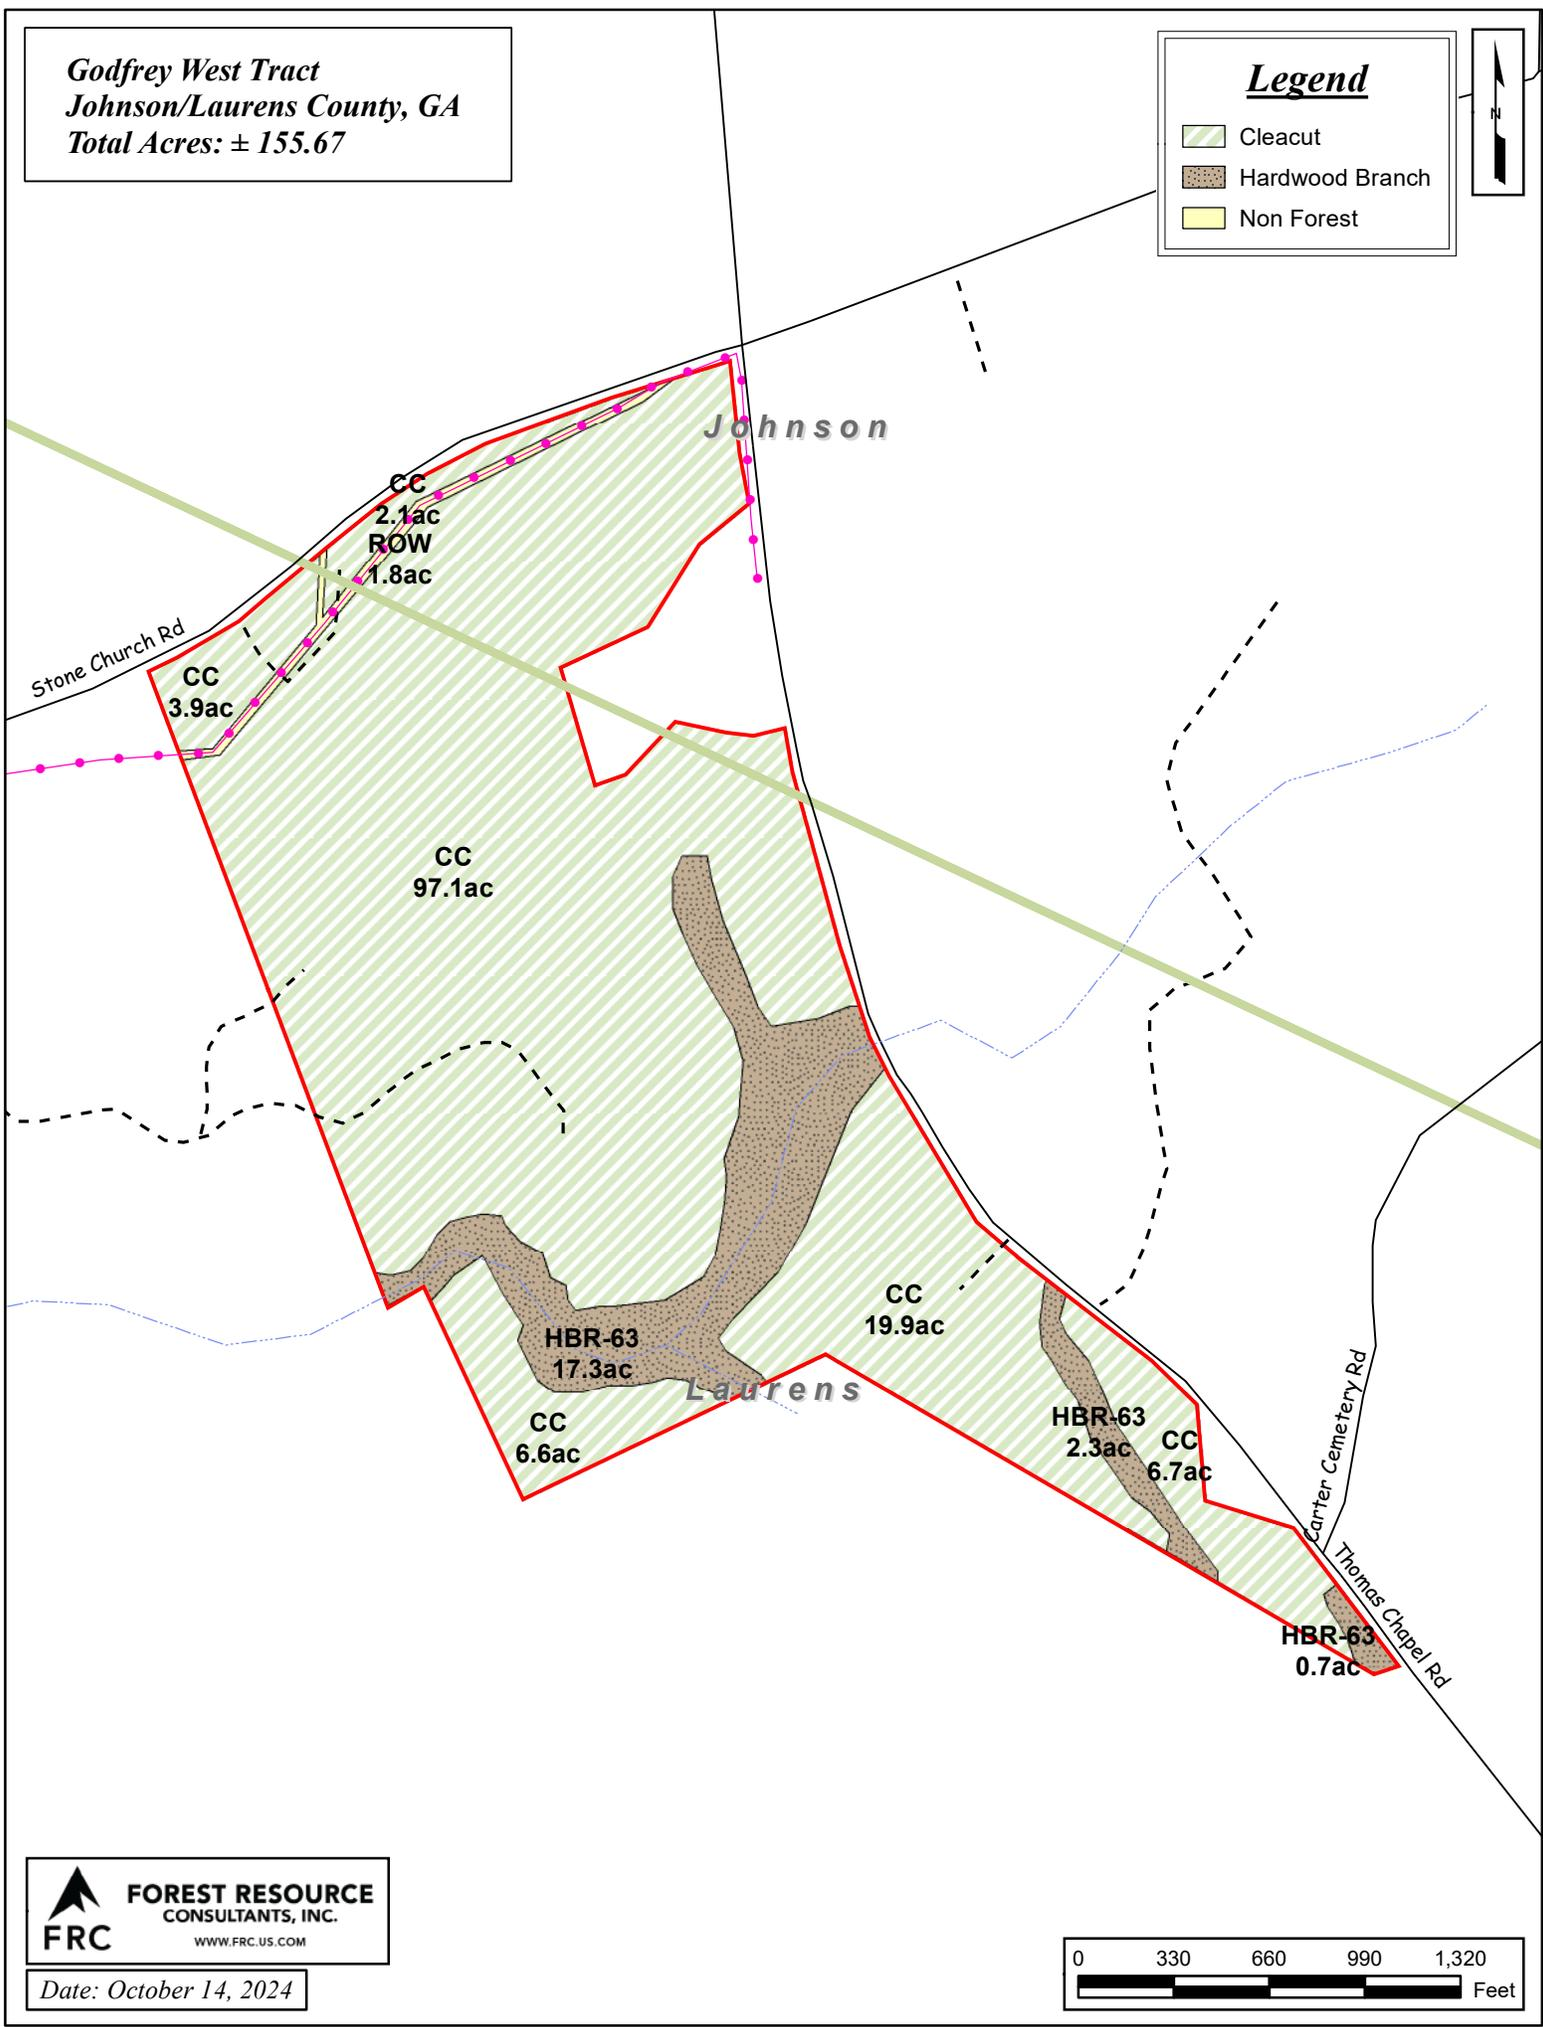 Godfrey West Tract
Johnson/Laurens County, GA
Total Acres: ± 155.67
Legend
Cleacut
Hardwood Branch
Non Forest
N
Johnson
CC
2.1ac
ROW
1.8ac
Stone Church Rd
CC
3.9ac
CC
97.1ac
CC
19.9ac
HBR-63
17.3ac
Laurens
CC
6.6ac
HBR-63
2.3ac
CC
6.7ac
Carter Cemetery Rd
Thomas Chapel Rd
HBR-63
0.7ac
FRC
FOREST RESOURCE
CONSULTANTS, INC.
WWW.FRC.US.COM
Date: October 14, 2024
0 330 660 990 1,320
Feet